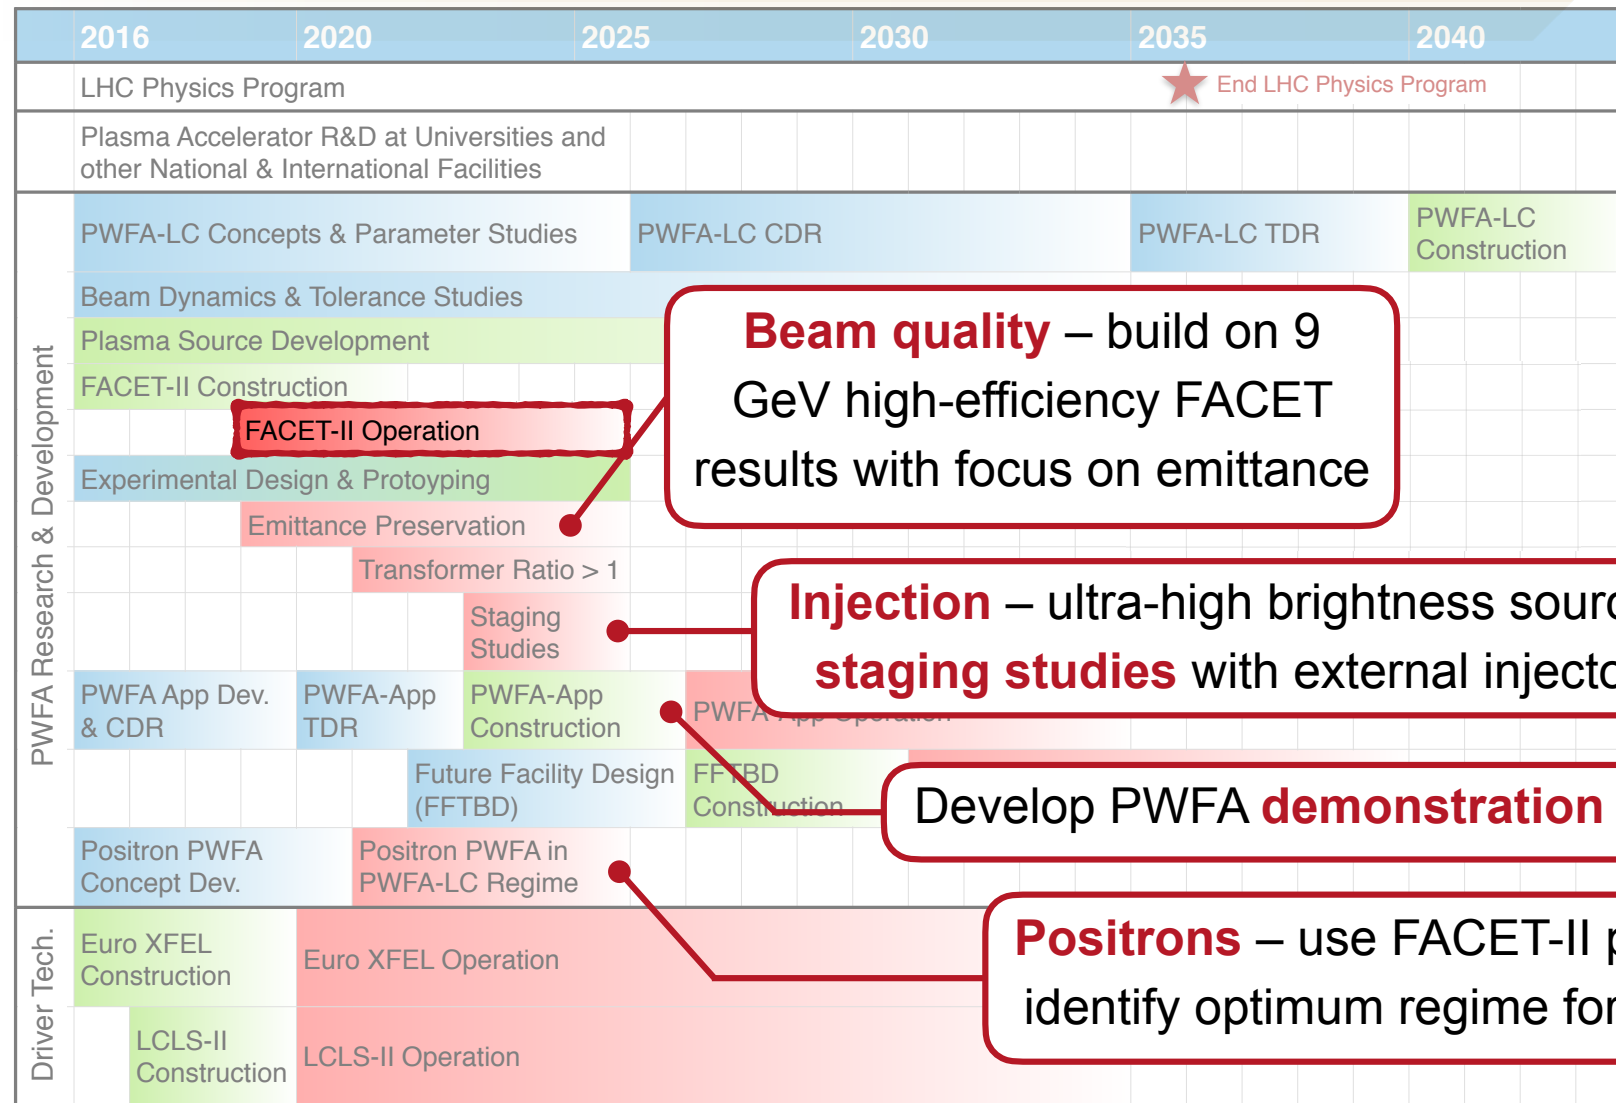 2016 2020 2025 2030 2035 2040
LHC Physics Program
End LHC Physics Program
Plasma Accelerator R&D at Universities and
other National & International Facilities
PWFA Research & Development
PWFA-LC Concepts & Parameter Studies
PWFA-LC CDR
PWFA-LC TDR
PWFA-LC
Construction
Beam Dynamics & Tolerance Studies
Plasma Source Development
FACET-II Construction
FACET-II Operation
Experimental Design & Protoyping
Emittance Preservation
Transformer Ratio > 1
Staging
Studies
Beam quality – build on 9
GeV high-efficiency FACET
results with focus on emittance
Injection – ultra-high brightness
staging studies with external
PWFA App Dev.
& CDR
PWFA-App
TDR
PWFA-App
Construction
PWFA-App Operation
Future Facility Design
(FFTBD)
FFTBD
Construction
Develop PWFA demonstration
Positron PWFA
Concept Dev.
Positron PWFA in
PWFA-LC Regime
Positrons – use FACET-II
identify optimum regime for
Driver Tech.
Euro XFEL
Construction
Euro XFEL Operation
LCLS-II
Construction
LCLS-II Operation